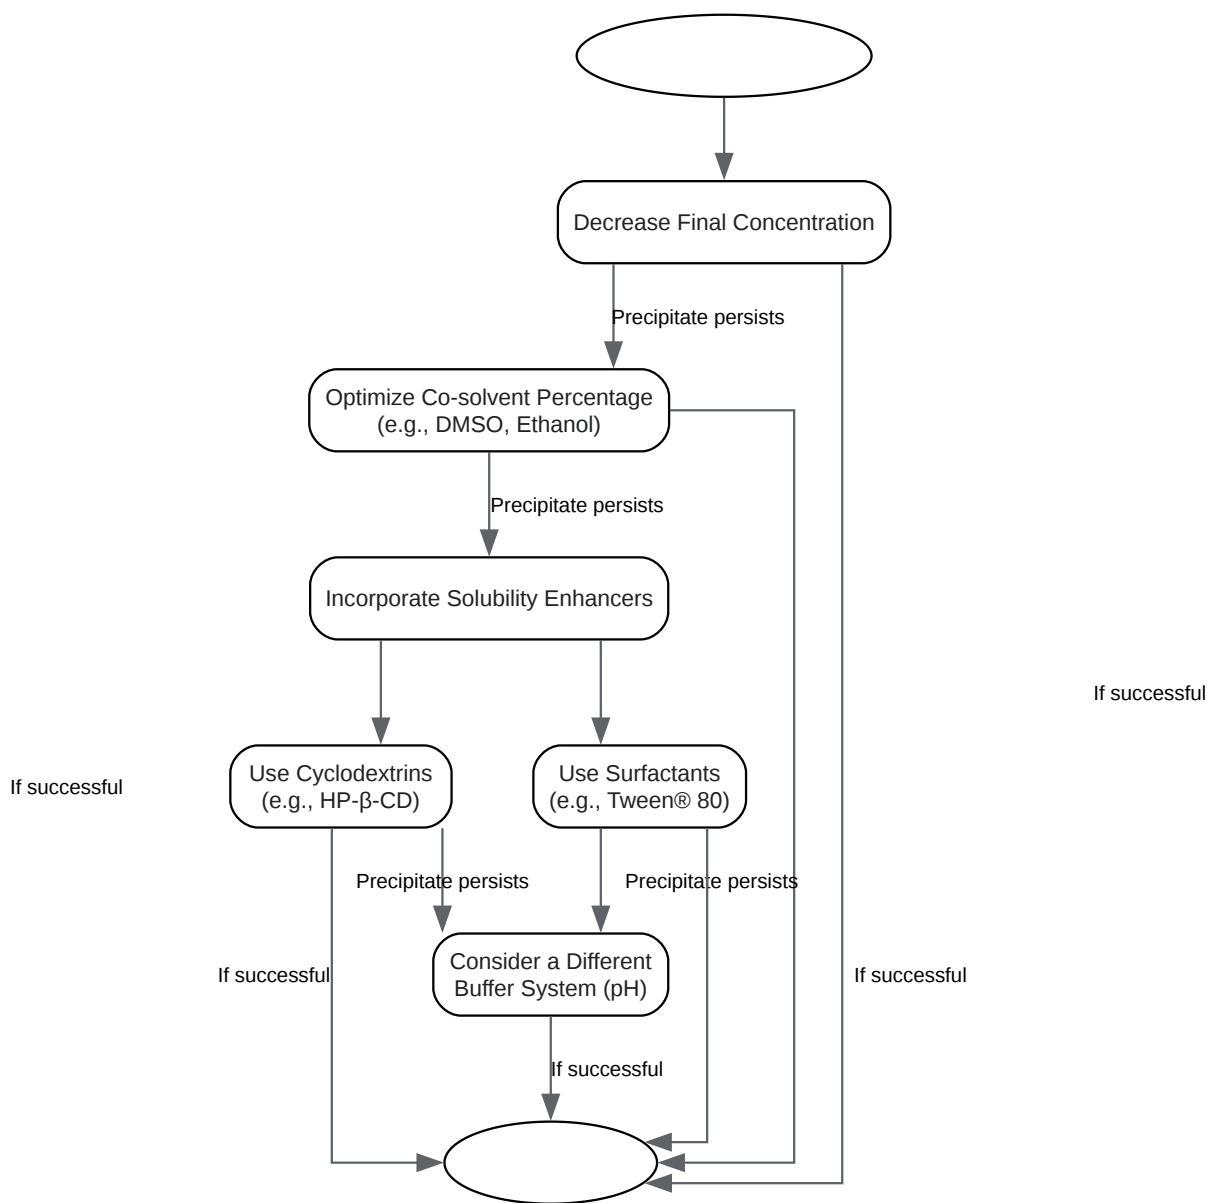 Decrease Final Concentration
Precipitate persists
Optimize Co-solvent Percentage
(e.g., DMSO, Ethanol)
Precipitate persists
Incorporate Solubility Enhancers
If successful
Use Cyclodextrins
(e.g., HP-β-CD)
Use Surfactants
(e.g., Tween® 80)
If successful
Precipitate persists
Precipitate persists
Consider a Different
Buffer System (pH)
If successful
If successful
If successful